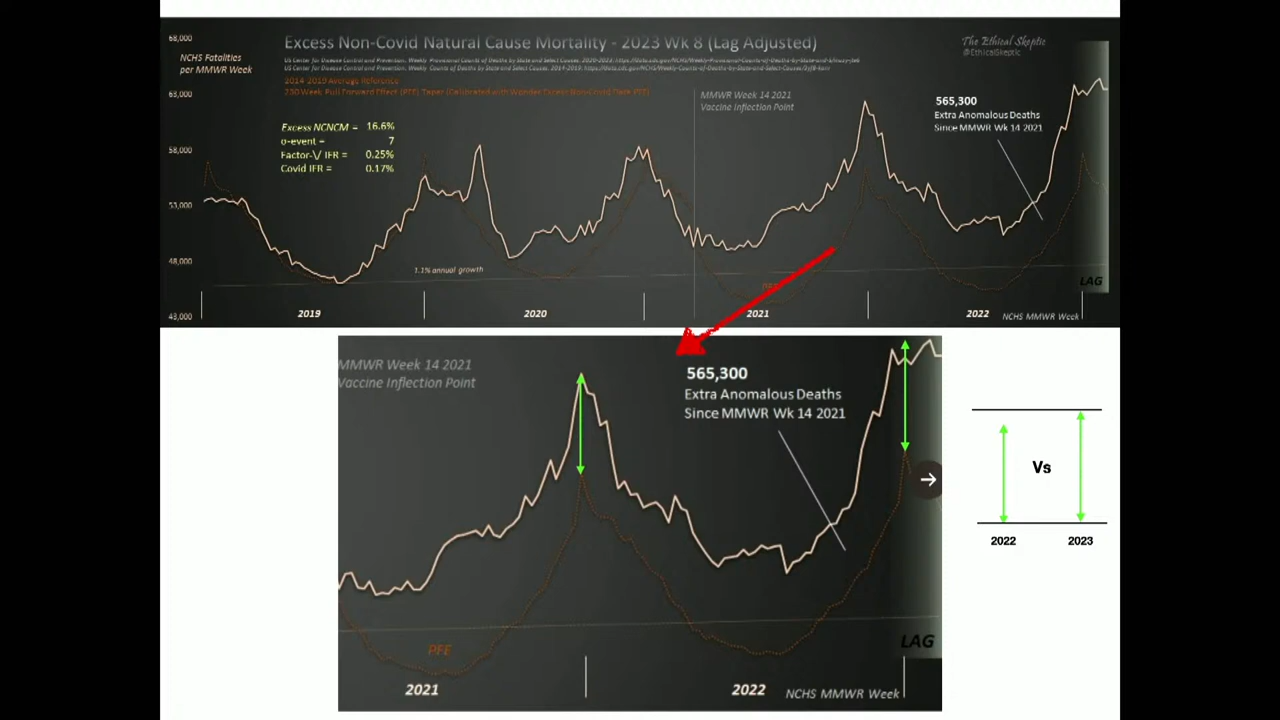 68,000
Excess Non-Covid Natural Cause Mortality - 2023 Wk 8 (Lag Adjusted)
The Ethical Skeptic
@EthicalSkeptic
NCHS Fatalities
per MMWR Week
2014-2019 Average Reference
63,000
MMWR Week 14 2021
Vaccine Inflection Point
565,300
Extra Anomalous Deaths
Since MMWR Wk 14 2021
Excess NCNCM = 16.6%
σ-event = 7
Factor-\/ IFR = 0.25%
Covid IFR = 0.17%
58,000
53,000
48,000
1.1% annual growth
LAG
43,000
2019
2020
2021
2022
NCHS MMWR Week
MMWR Week 14 2021
Vaccine Inflection Point
565,300
Extra Anomalous Deaths
Since MMWR Wk 14 2021
Vs
2022
2023
PFE
LAG
2021
2022
NCHS MMWR Week